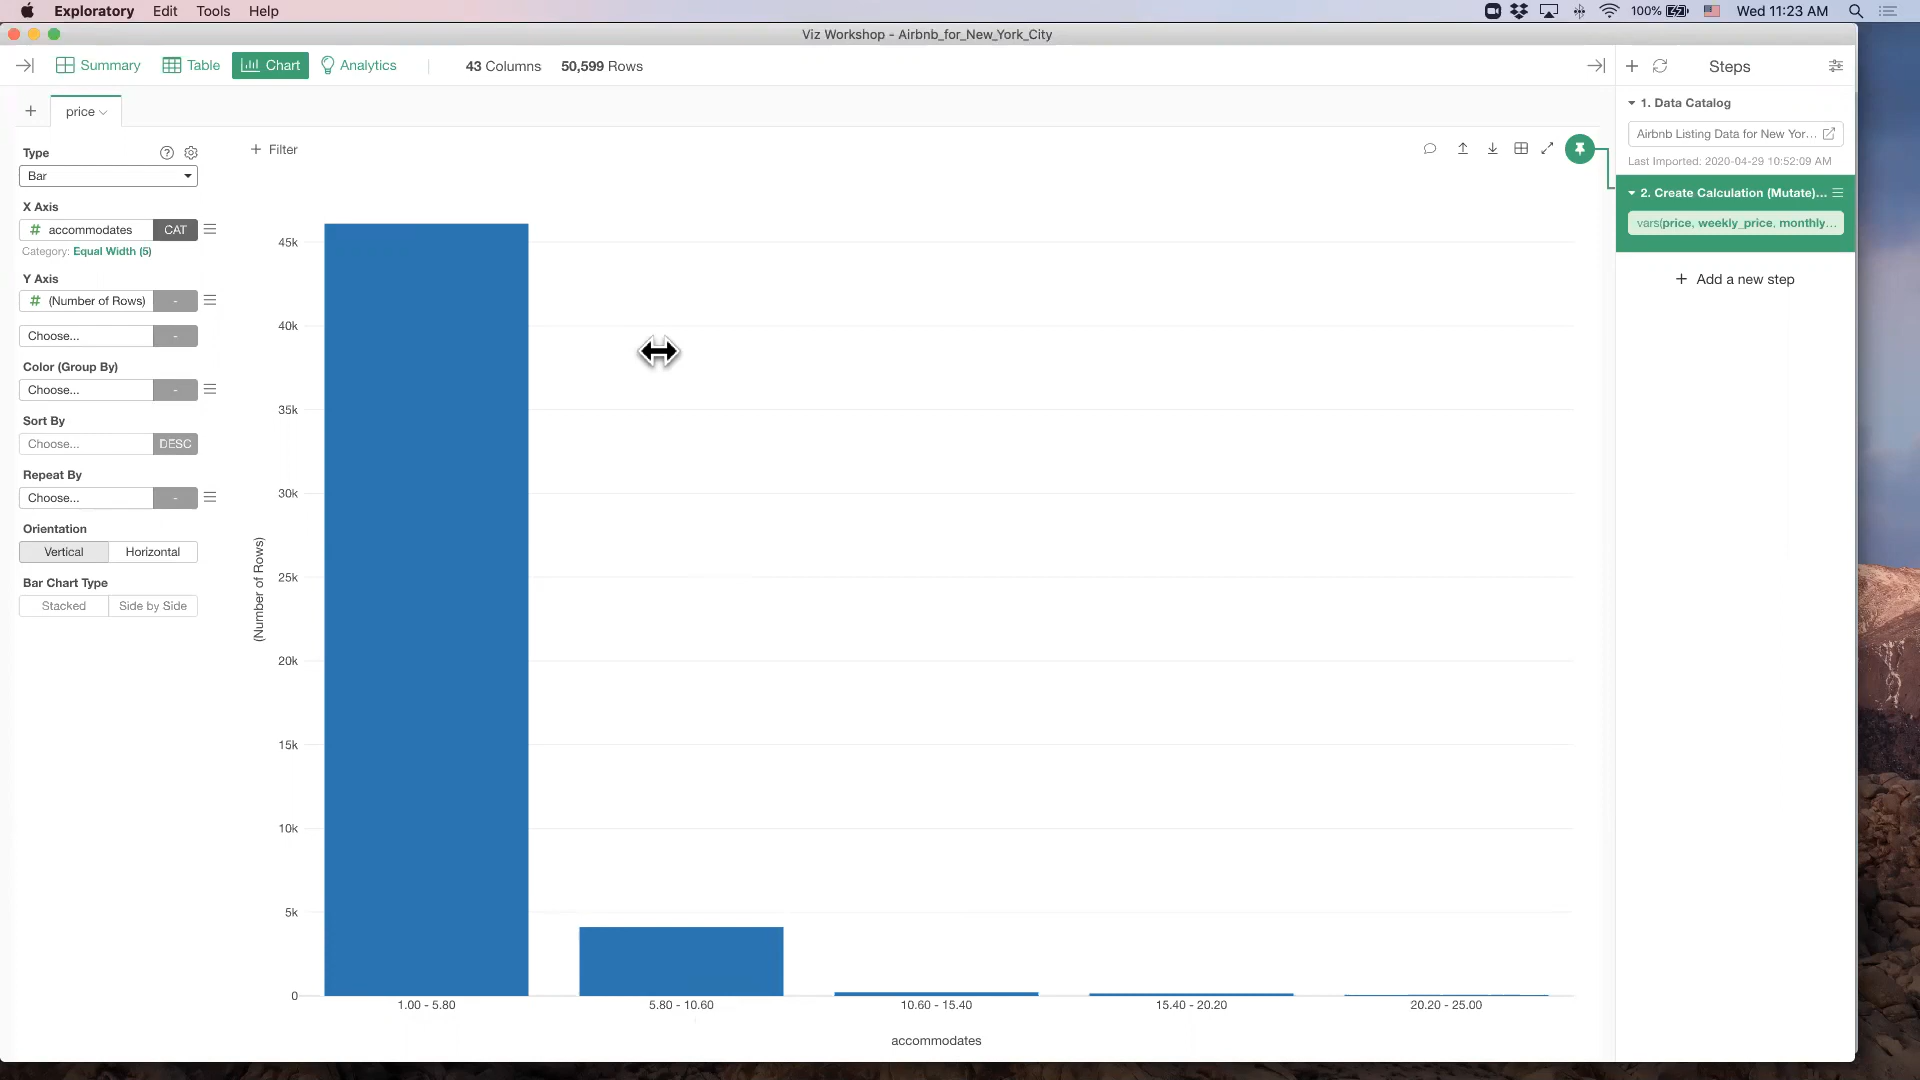 Exploratory Edit Tools Help 100% Wed 11:23 AM
Viz Workshop - Airbnb_for_New_York_City
Summary Table Chart Analytics 43 Columns 50,599 Rows Steps
price
Filter
Type
Bar
X Axis
# accommodates CAT
Category: Equal Width (5)
Y Axis
# (Number of Rows) -
Choose... -
Color (Group By)
Choose... -
Sort By
Choose... DESC
Repeat By
Choose... -
Orientation
Vertical Horizontal
Bar Chart Type
Stacked Side by Side
(Number of Rows)
45k
40k
35k
30k
25k
20k
15k
10k
5k
0
1.00 - 5.80 5.80 - 10.60 10.60 - 15.40 15.40 - 20.20 20.20 - 25.00
accommodates
1. Data Catalog
Airbnb Listing Data for New Yor...
Last Imported: 2020-04-29 10:52:09 AM
2. Create Calculation (Mutate)...
vars(price, weekly_price, monthly...
+ Add a new step